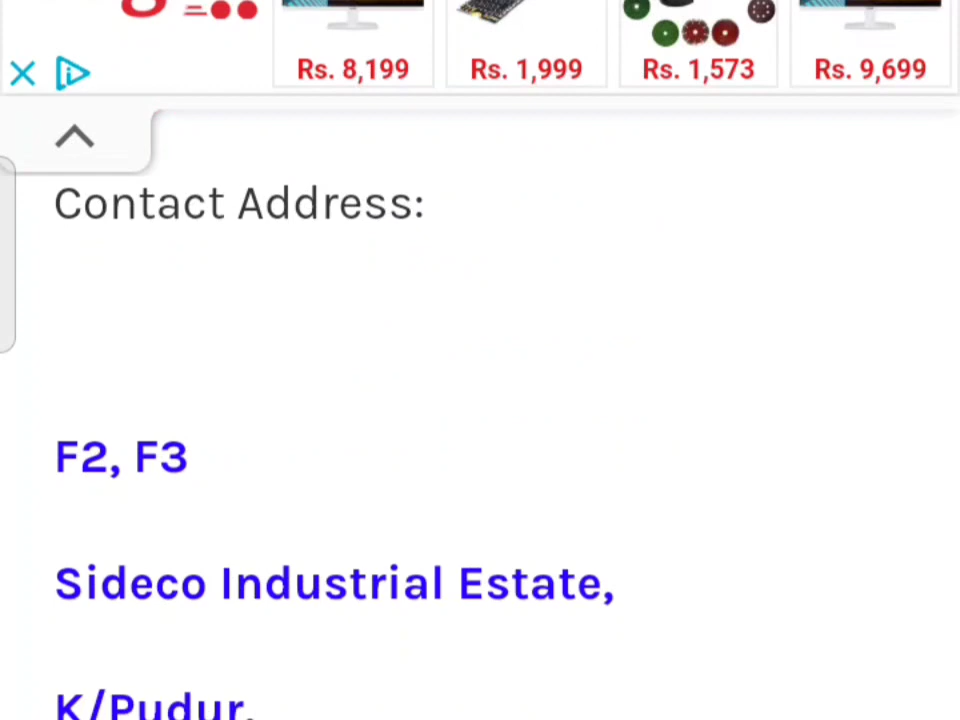 Rs. 8,199 Rs. 1,999 Rs. 1,573 Rs. 9,699
Contact Address:
F2, F3
Sideco Industrial Estate,
K/Pudur,